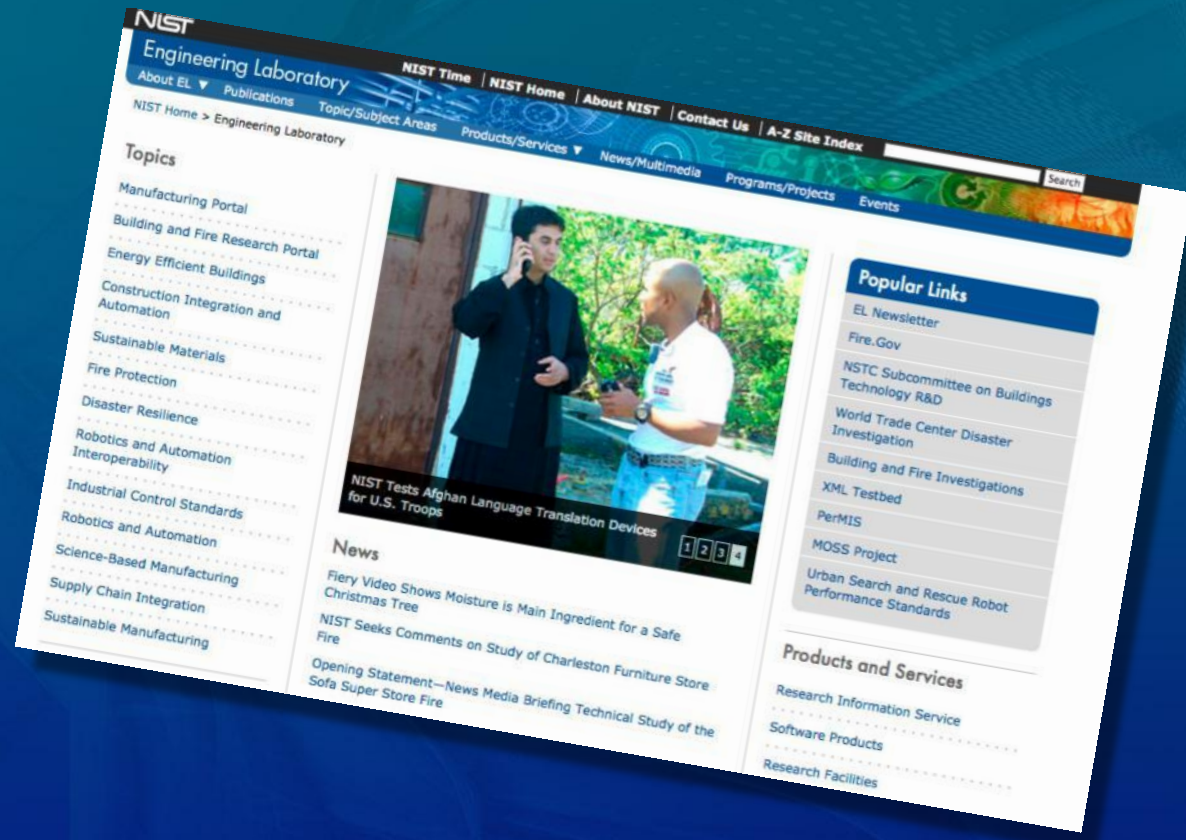 NIST
NIST Time | NIST Home | About NIST | Contact Us | A-Z Site Index
Search
Engineering Laboratory
About EL ▼ Publications Topic/Subject Areas Products/Services ▼ News/Multimedia Programs/Projects Events
NIST Home > Engineering Laboratory
Topics
Manufacturing Portal
Building and Fire Research Portal
Energy Efficient Buildings
Construction Integration and
Automation
Sustainable Materials
Fire Protection
Disaster Resilience
Robotics and Automation
Interoperability
Industrial Control Standards
Robotics and Automation
Science-Based Manufacturing
Supply Chain Integration
Sustainable Manufacturing
NIST Tests Afghan Language Translation Devices
for U.S. Troops
1 2 3 4
News
Fiery Video Shows Moisture is Main Ingredient for a Safe
Christmas Tree
NIST Seeks Comments on Study of Charleston Furniture Store
Fire
Opening Statement—News Media Briefing Technical Study of the
Sofa Super Store Fire
Popular Links
EL Newsletter
Fire.Gov
NSTC Subcommittee on Buildings
Technology R&D
World Trade Center Disaster
Investigation
Building and Fire Investigations
XML Testbed
PerMIS
MOSS Project
Urban Search and Rescue Robot
Performance Standards
Products and Services
Research Information Service
Software Products
Research Facilities